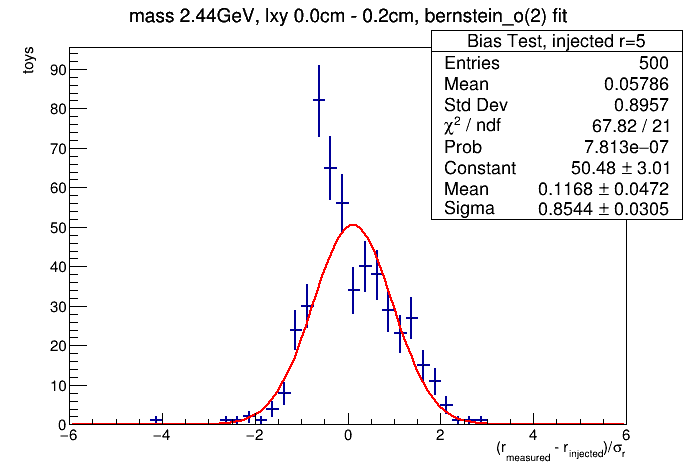 mass 2.44GeV, lxy 0.0cm - 0.2cm, bernstein_o(2) fit
Bias Test, injected r=5
Entries 500
Mean 0.05786
Std Dev 0.8957
χ² / ndf 67.82 / 21
Prob 7.813e−07
Constant 50.48 ± 3.01
Mean 0.1168 ± 0.0472
Sigma 0.8544 ± 0.0305
toys
90
80
70
60
50
40
30
20
10
0
−6 −4 −2 0 2 4 6
(r_measured - r_injected)/σ_r